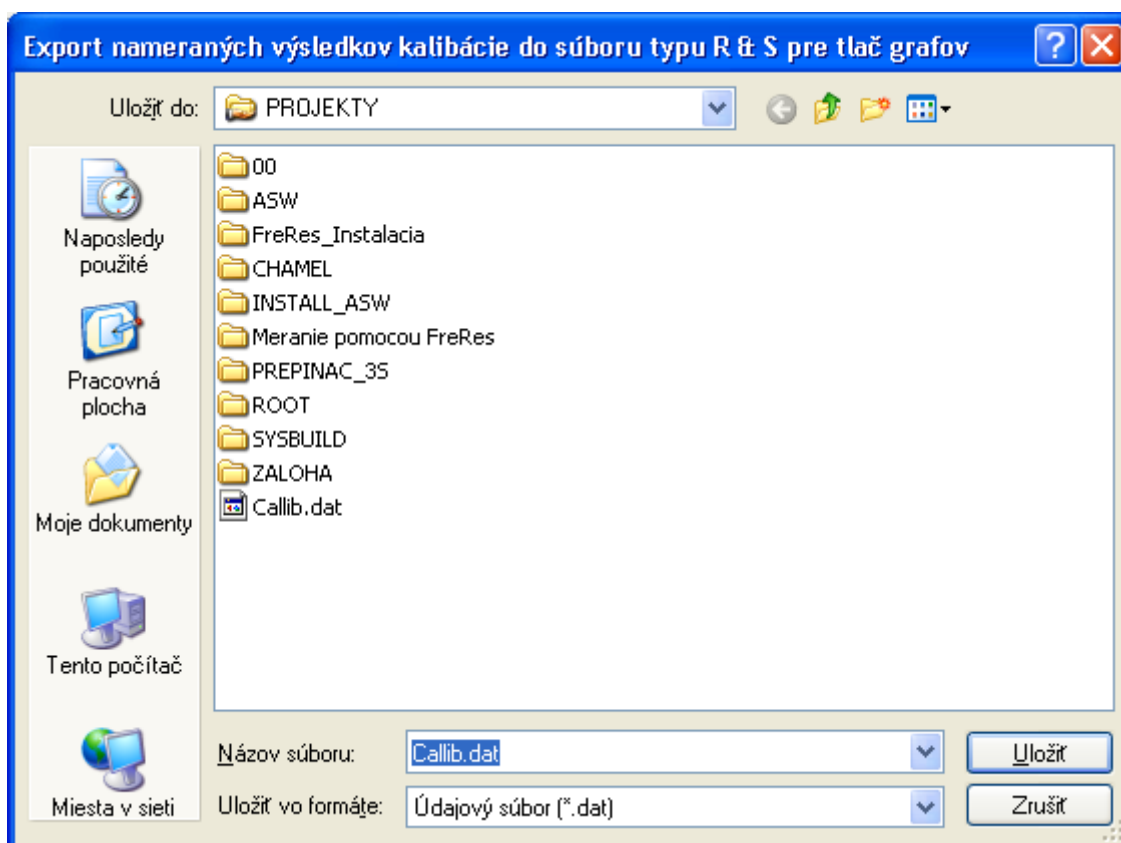 Export nameraných výsledkov kalibácie do súboru typu R & S pre tlač grafov
Uložiť do:
PROJEKTY
Naposledy
použité
Pracovná
plocha
Moje dokumenty
Tento počítač
Miesta v sieti
00
ASW
FreRes_Instalacia
CHAMEL
INSTALL_ASW
Meranie pomocou FreRes
PREPINAC_3S
ROOT
SYSBUILD
ZALOHA
Callib.dat
Názov súboru:
Callib.dat
Uložiť
Uložiť vo formáte:
Údajový súbor (*.dat)
Zrušiť